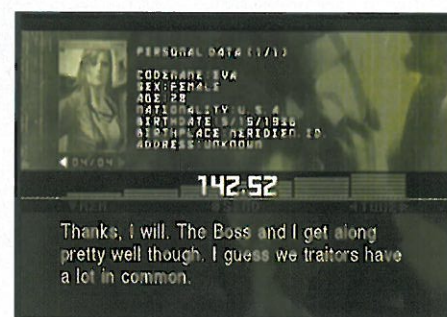 PERSONAL DATA (1/1)
CODENAME: EVA
SEX: FEMALE
AGE: 28
NATIONALITY: U.S.A.
BIRTHDATE: 5/15/1936
BIRTHPLACE: MERIDIEN, ID.
ADDRESS: UNKNOWN
04/04
142.52
Thanks, I will. The Boss and I get along
pretty well though. I guess we traitors have
a lot in common.